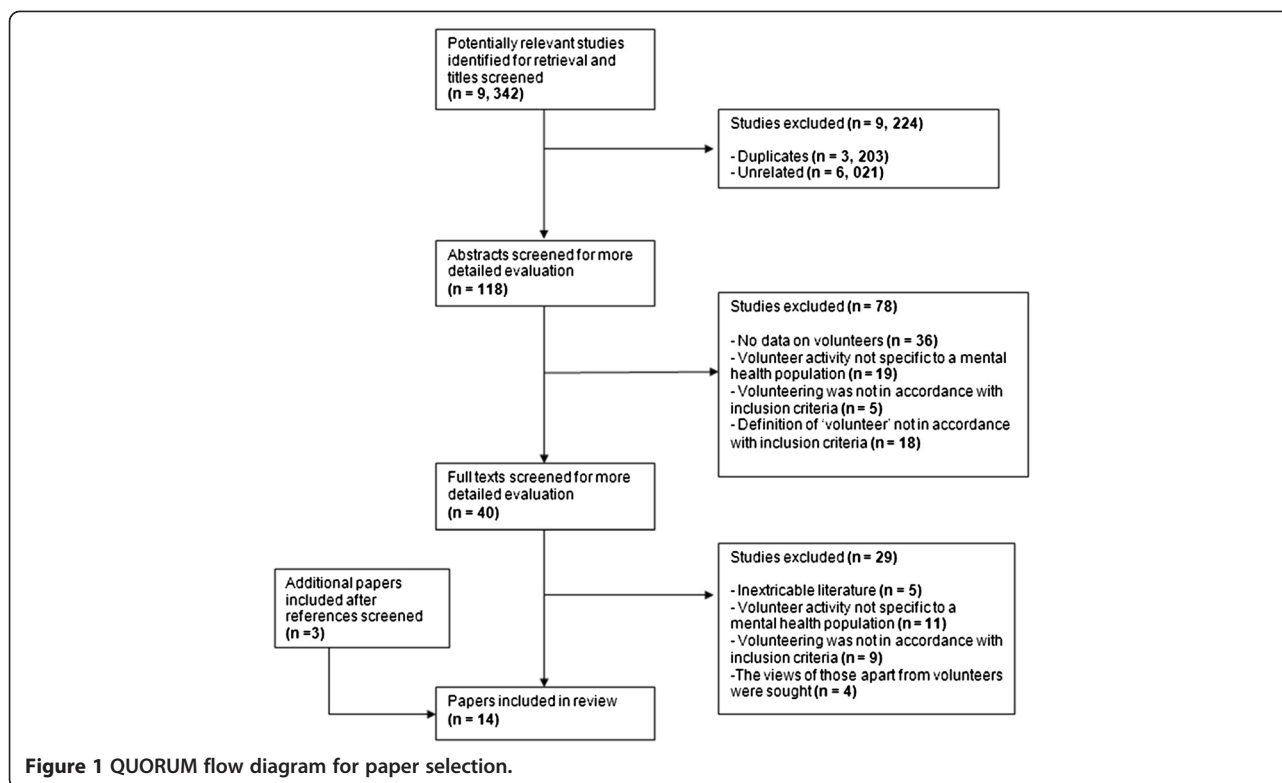 Potentially relevant studies
identified for retrieval and
titles screened
(n = 9, 342)
Studies excluded (n = 9, 224)
- Duplicates (n = 3, 203)
- Unrelated (n = 6, 021)
Abstracts screened for more
detailed evaluation
(n = 118)
Studies excluded (n = 78)
- No data on volunteers (n = 36)
- Volunteer activity not specific to a mental
health population (n = 19)
- Volunteering was not in accordance with
inclusion criteria (n = 5)
- Definition of 'volunteer' not in accordance
with inclusion criteria (n = 18)
Full texts screened for more
detailed evaluation
(n = 40)
Studies excluded (n = 29)
- Inextricable literature (n = 5)
- Volunteer activity not specific to a
mental health population (n = 11)
- Volunteering was not in accordance with
inclusion criteria (n = 9)
-The views of those apart from volunteers
were sought (n = 4)
Additional papers
included after
references screened
(n =3)
Papers included in review
(n = 14)
Figure 1 QUORUM flow diagram for paper selection.